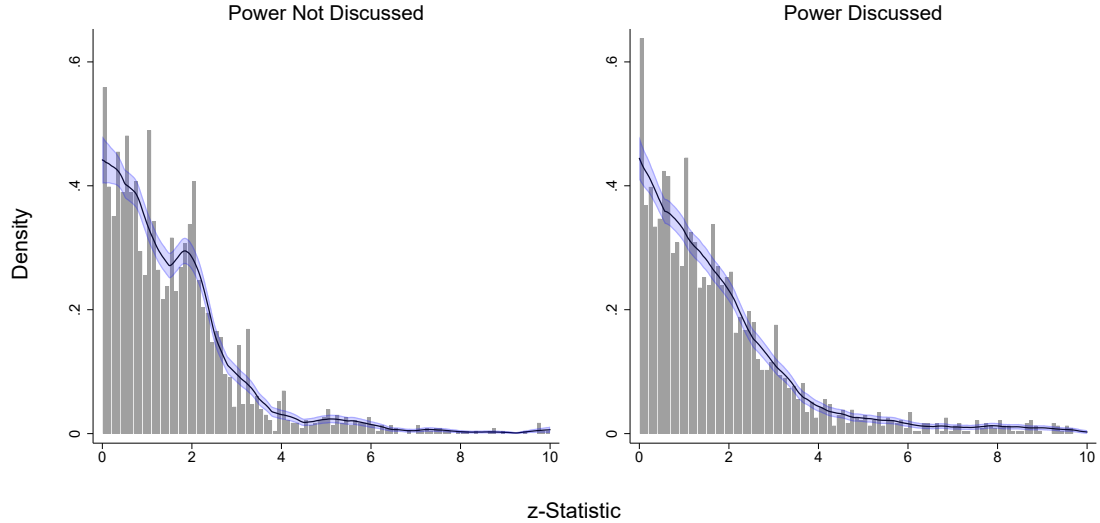 Power Not Discussed
Power Discussed
Density
.6
.4
.2
0
0 2 4 6 8 10
.6
.4
.2
0
0 2 4 6 8 10
z-Statistic